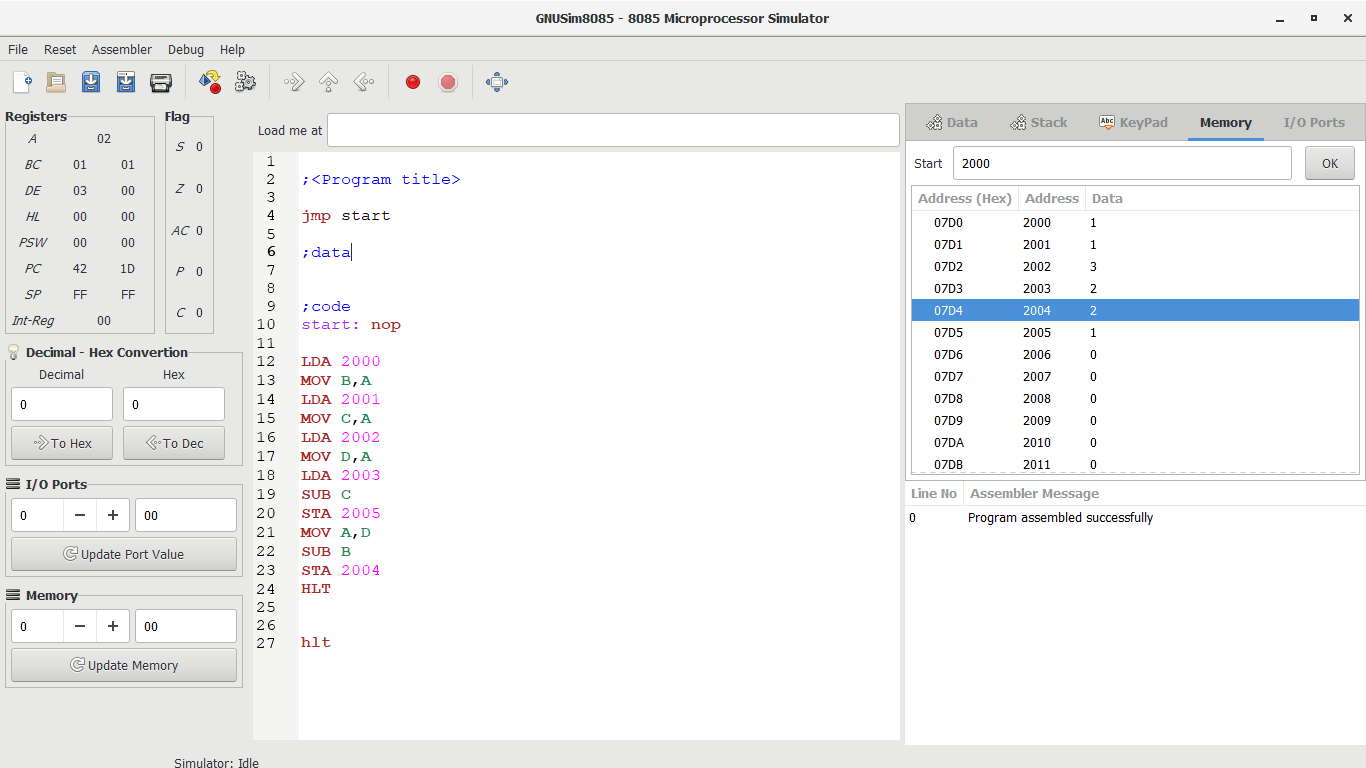 GNUSim8085 - 8085 Microprocessor Simulator
File Reset Assembler Debug Help
Registers
A 02
BC 01 01
DE 03 00
HL 00 00
PSW 00 00
PC 42 1D
SP FF FF
Int-Reg 00
Flag
S 0
Z 0
AC 0
P 0
C 0
Decimal - Hex Convertion
Decimal Hex
0 0
To Hex To Dec
I/O Ports
0 − + 00
Update Port Value
Memory
0 − + 00
Update Memory
Load me at
1
2 ;<Program title>
3
4 jmp start
5
6 ;data
7
8
9 ;code
10 start: nop
11
12 LDA 2000
13 MOV B,A
14 LDA 2001
15 MOV C,A
16 LDA 2002
17 MOV D,A
18 LDA 2003
19 SUB C
20 STA 2005
21 MOV A,D
22 SUB B
23 STA 2004
24 HLT
25
26
27 hlt
Data Stack Abc KeyPad Memory I/O Ports
Start 2000 OK
Address (Hex) Address Data
07D0 2000 1
07D1 2001 1
07D2 2002 3
07D3 2003 2
07D4 2004 2
07D5 2005 1
07D6 2006 0
07D7 2007 0
07D8 2008 0
07D9 2009 0
07DA 2010 0
07DB 2011 0
Line No Assembler Message
0 Program assembled successfully
Simulator: Idle